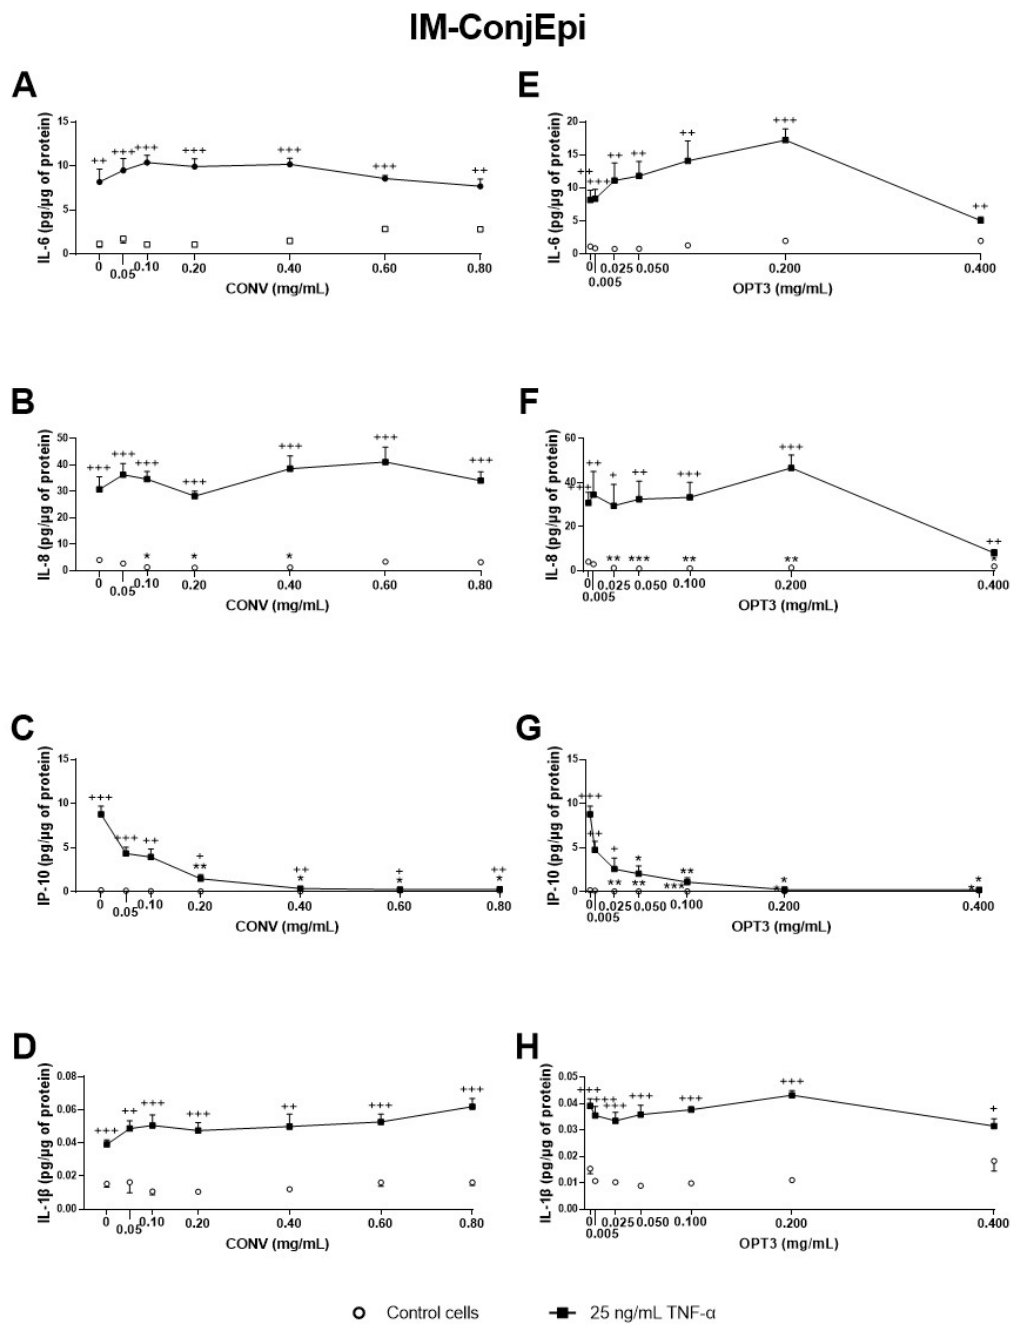 IM-ConjEpi
A
IL-6 (pg/µg of protein)
15
10
5
0
++ +++ +++ +++ +++ +++ ++
0 0.05 0.10 0.20 0.40 0.60 0.80
CONV (mg/mL)
E
IL-6 (pg/µg of protein)
20
15
10
5
0
++ +++ ++ ++ ++ +++ ++
0 0.005 0.025 0.050 0.200 0.400
OPT3 (mg/mL)
B
IL-8 (pg/µg of protein)
50
40
30
20
10
0
+++ +++ +++ +++ +++ +++ +++
* * *
0 0.05 0.10 0.20 0.40 0.60 0.80
CONV (mg/mL)
F
IL-8 (pg/µg of protein)
60
40
20
0
+++ ++ + ++ +++ +++ ++
** *** ** ** *
0 0.005 0.025 0.050 0.100 0.200 0.400
OPT3 (mg/mL)
C
IP-10 (pg/µg of protein)
15
10
5
0
+++ +++ ++ + ++ + ++
** * * *
0 0.05 0.10 0.20 0.40 0.60 0.80
CONV (mg/mL)
G
IP-10 (pg/µg of protein)
15
10
5
0
+++ ++ + * ** * *
** ** *** * *
0 0.005 0.025 0.050 0.100 0.200 0.400
OPT3 (mg/mL)
D
IL-1β (pg/µg of protein)
0.08
0.06
0.04
0.02
0.00
+++ ++ +++ +++ ++ +++ +++
0 0.05 0.10 0.20 0.40 0.60 0.80
CONV (mg/mL)
H
IL-1β (pg/µg of protein)
0.05
0.04
0.03
0.02
0.01
0.00
+++ +++ +++ +++ +++ +++ +
0 0.005 0.025 0.050 0.100 0.200 0.400
OPT3 (mg/mL)
Control cells
25 ng/mL TNF-α